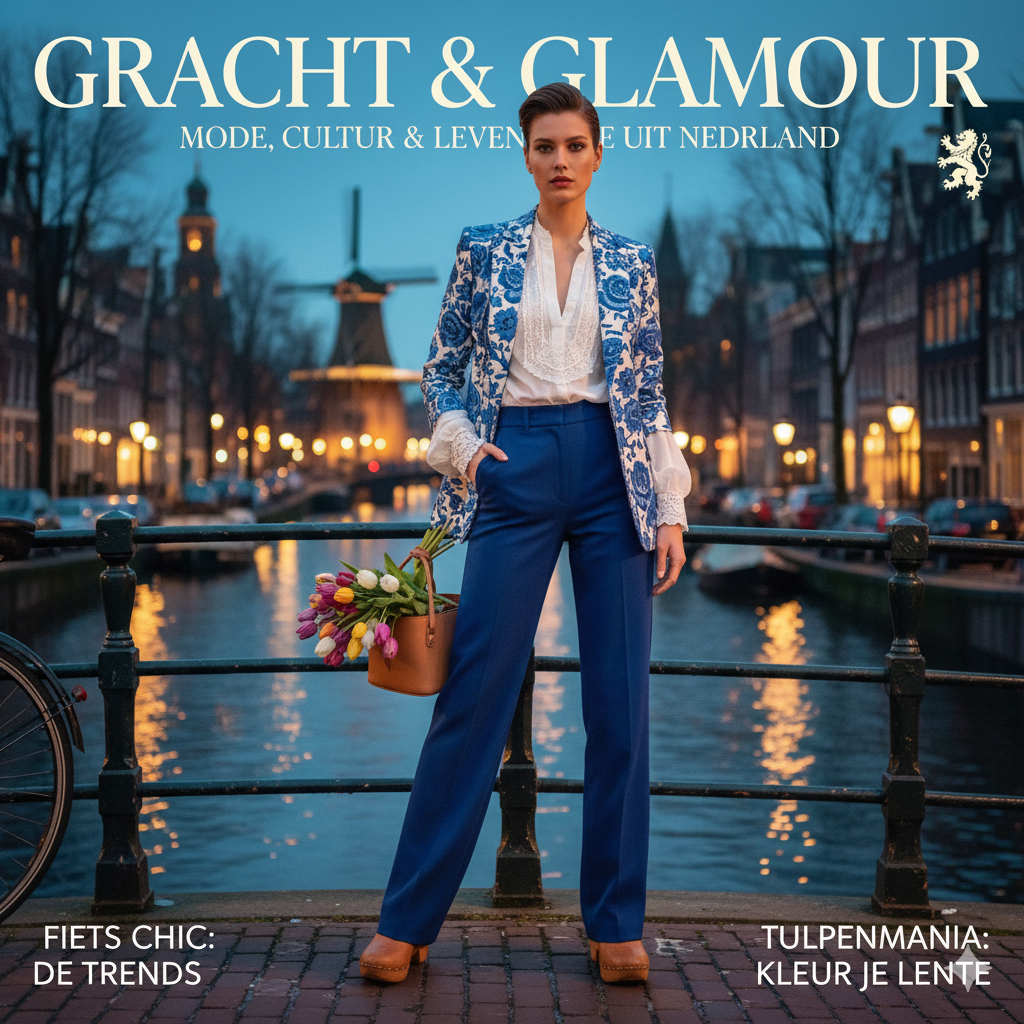 GRACHT & GLAMOUR
MODE, CULTUR & LEVEN E UIT NEDRLAND
FIETS CHIC:
DE TRENDS
TULPENMANIA:
KLEUR JE LENTE